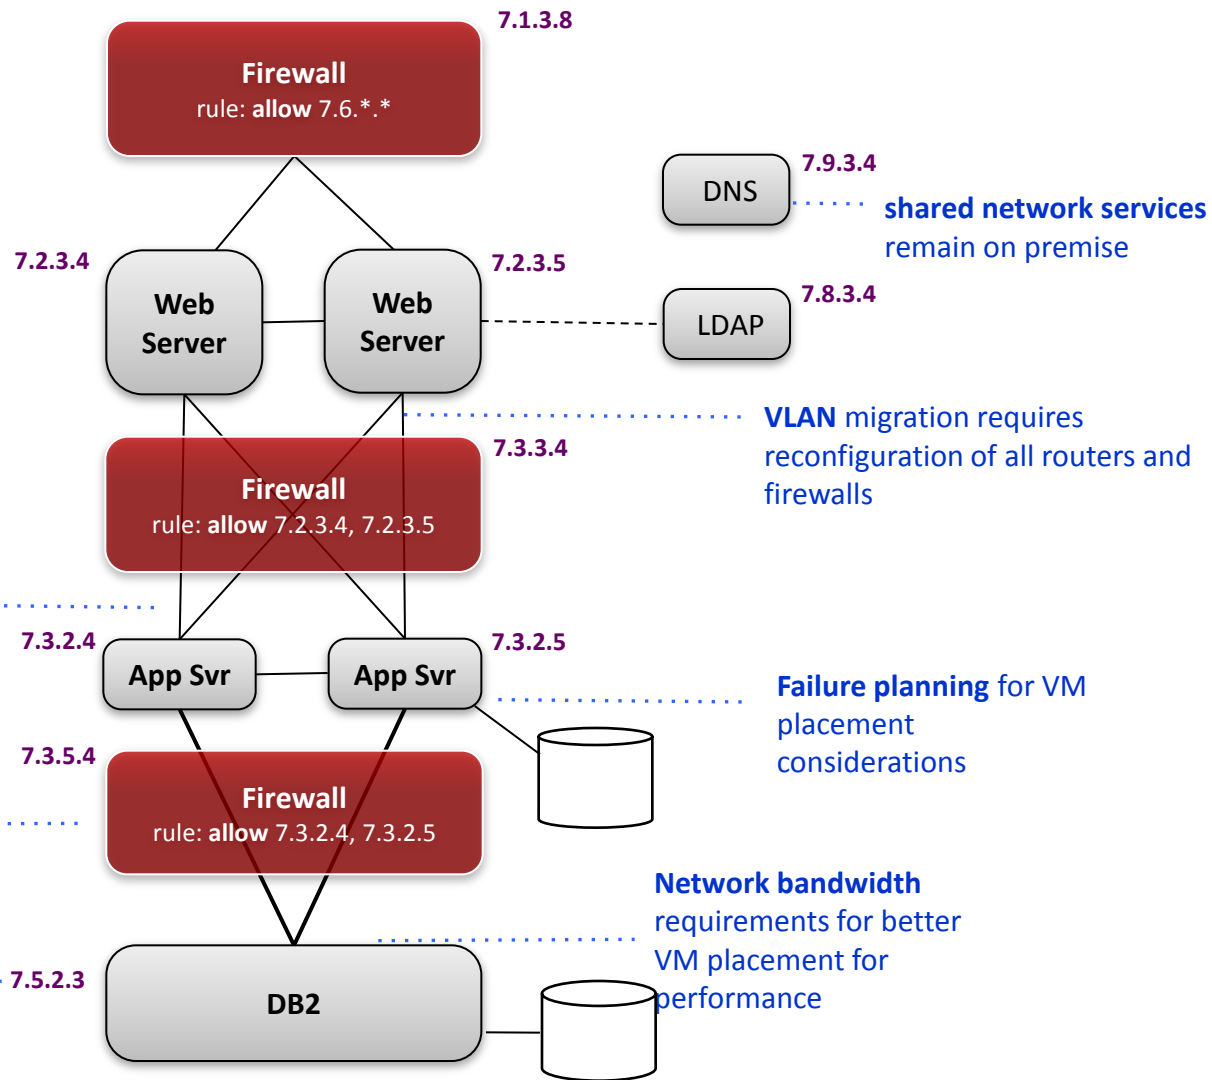 7.1.3.8
Firewall
rule: allow 7.6.*.*
7.9.3.4
DNS
shared network services
remain on premise
7.2.3.4
7.2.3.5
Web
Server
Web
Server
7.8.3.4
LDAP
VLAN migration requires
reconfiguration of all routers and
firewalls
7.3.3.4
Firewall
rule: allow 7.2.3.4, 7.2.3.5
7.3.2.4
7.3.2.5
App Svr
App Svr
Failure planning for VM
placement
considerations
7.3.5.4
Firewall
rule: allow 7.3.2.4, 7.3.2.5
Network bandwidth
requirements for better
VM placement for
performance
7.5.2.3
DB2